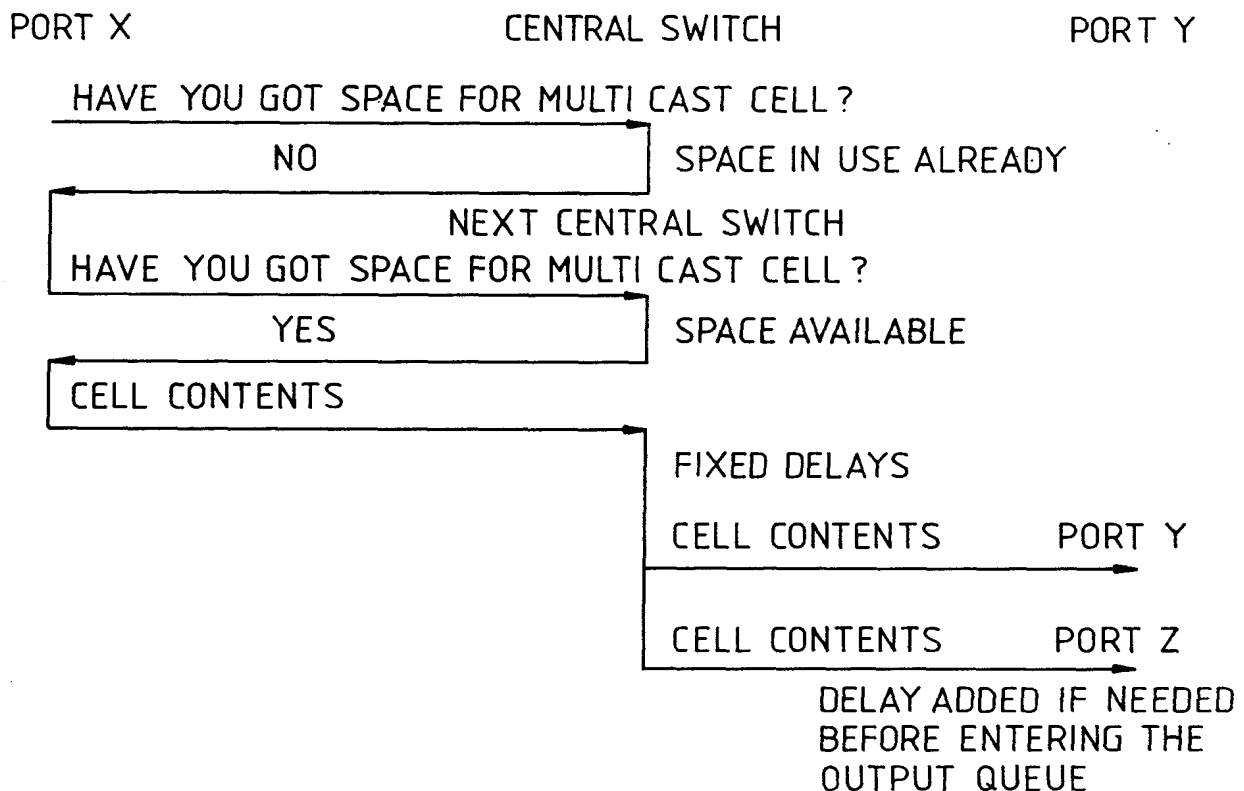 PORT X CENTRAL SWITCH PORT Y
HAVE YOU GOT SPACE FOR MULTI CAST CELL?
NO SPACE IN USE ALREADY
NEXT CENTRAL SWITCH
HAVE YOU GOT SPACE FOR MULTI CAST CELL?
YES SPACE AVAILABLE
CELL CONTENTS
FIXED DELAYS
CELL CONTENTS PORT Y
CELL CONTENTS PORT Z
DELAY ADDED IF NEEDED
BEFORE ENTERING THE
OUTPUT QUEUE